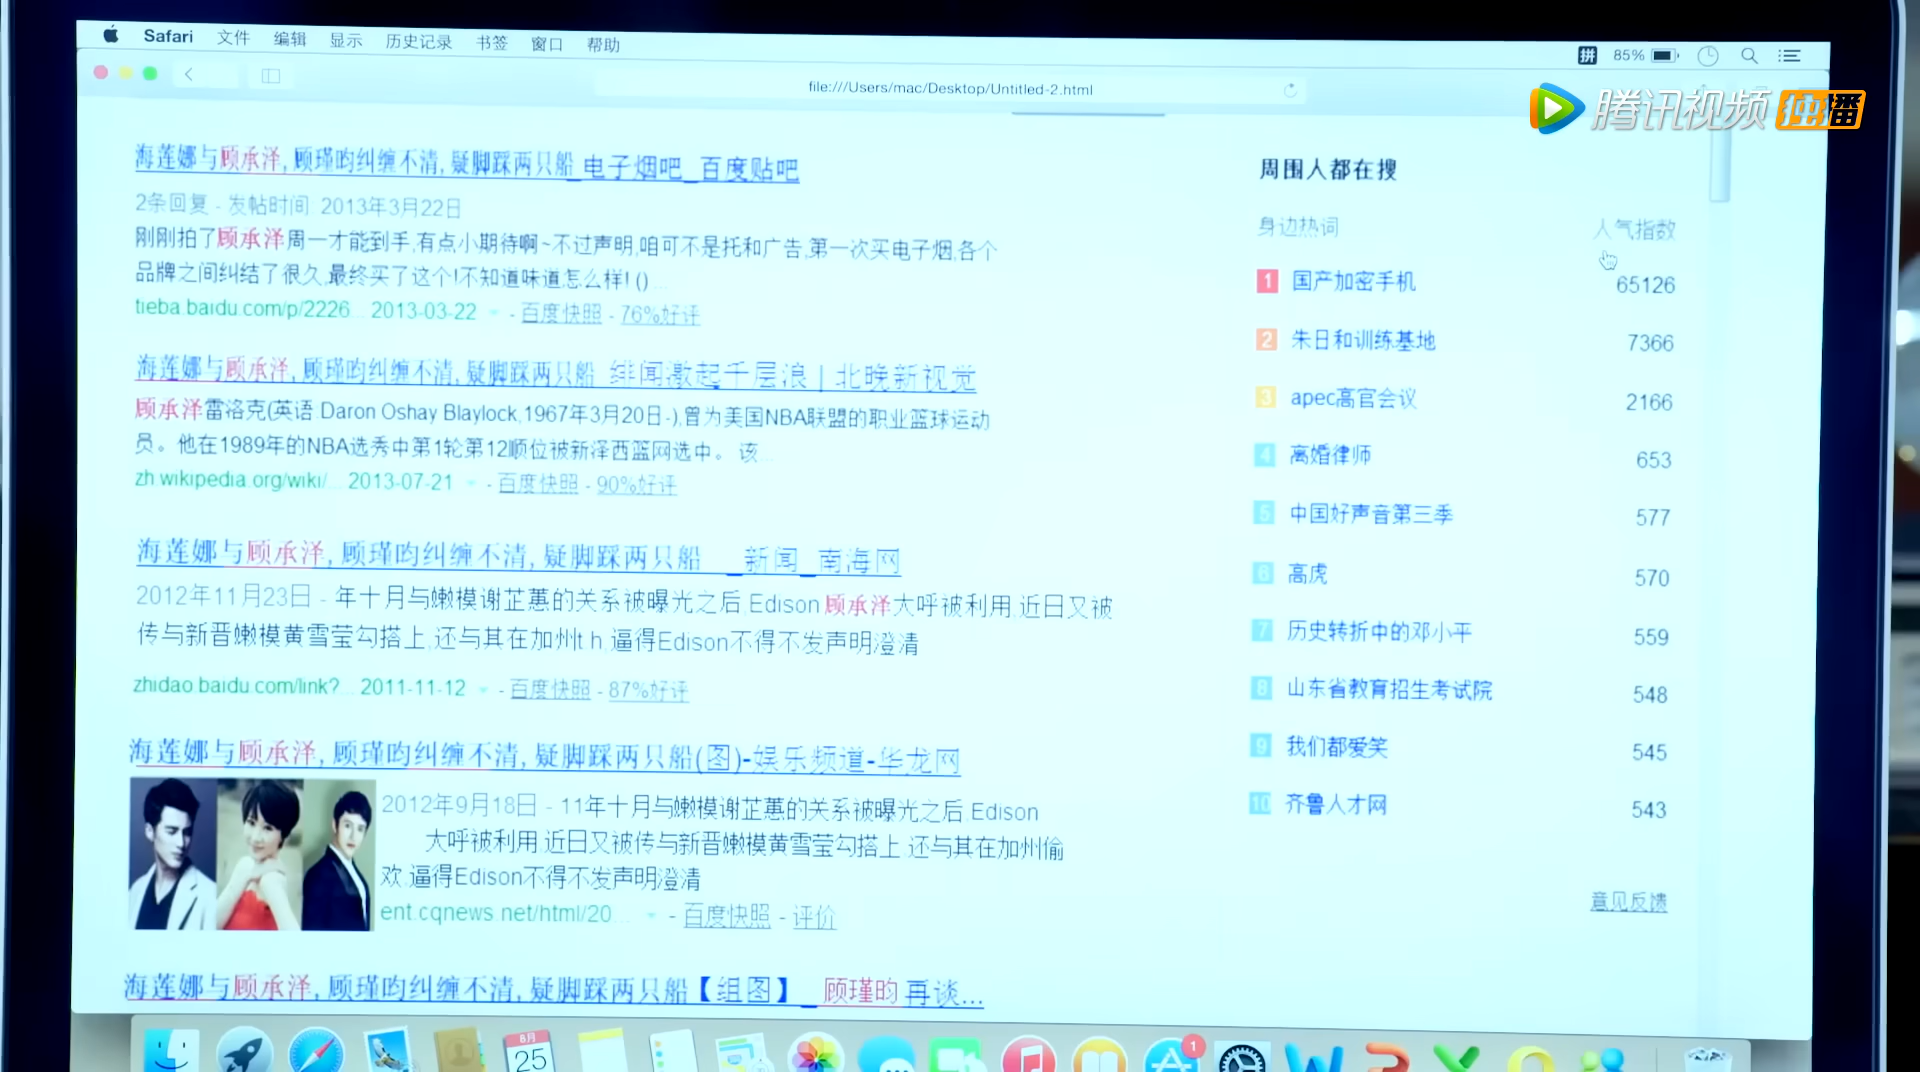 Safari 文件 编辑 显示 历史记录 书签 窗口 帮助
拼 85%
file:///Users/mac/Desktop/Untitled-2.html
腾讯视频 独播
海莲娜与顾承泽,顾瑾昀纠缠不清,疑脚踩两只船_电子烟吧_百度贴吧
2条回复 - 发帖时间: 2013年3月22日
刚刚拍了顾承泽周一才能到手,有点小期待啊~不过声明,咱可不是托和广告,第一次买电子烟,各个
品牌之间纠结了很久,最终买了这个!不知道味道怎么样! ()...
tieba.baidu.com/p/2226... 2013-03-22 - 百度快照 - 76%好评
海莲娜与顾承泽,顾瑾昀纠缠不清,疑脚踩两只船 绯闻激起千层浪 | 北晚新视觉
顾承泽雷洛克(英语:Daron Oshay Blaylock,1967年3月20日-),曾为美国NBA联盟的职业篮球运动
员。他在1989年的NBA选秀中第1轮第12顺位被新泽西篮网选中。 该...
zh.wikipedia.org/wiki/... 2013-07-21 - 百度快照 - 90%好评
海莲娜与顾承泽,顾瑾昀纠缠不清,疑脚踩两只船 _新闻_南海网
2012年11月23日 - 年十月与嫩模谢芷蕙的关系被曝光之后,Edison顾承泽大呼被利用.近日又被
传与新晋嫩模黄雪莹勾搭上,还与其在加州t.h,逼得Edison不得不发声明澄清
zhidao.baidu.com/link?... 2011-11-12 - 百度快照 - 87%好评
海莲娜与顾承泽,顾瑾昀纠缠不清,疑脚踩两只船(图)-娱乐频道-华龙网
2012年9月18日 - 11年十月与嫩模谢芷蕙的关系被曝光之后,Edison
大呼被利用.近日又被传与新晋嫩模黄雪莹勾搭上,还与其在加州偷
欢,逼得Edison不得不发声明澄清
ent.cqnews.net/html/20... - 百度快照 - 评价
海莲娜与顾承泽,顾瑾昀纠缠不清,疑脚踩两只船【组图】_顾瑾昀再谈...
周围人都在搜
身边热词 人气指数
1 国产加密手机 65126
2 朱日和训练基地 7366
3 apec高官会议 2166
4 离婚律师 653
5 中国好声音第三季 577
6 高虎 570
7 历史转折中的邓小平 559
8 山东省教育招生考试院 548
9 我们都爱笑 545
10 齐鲁人才网 543
意见反馈
6月
25
1